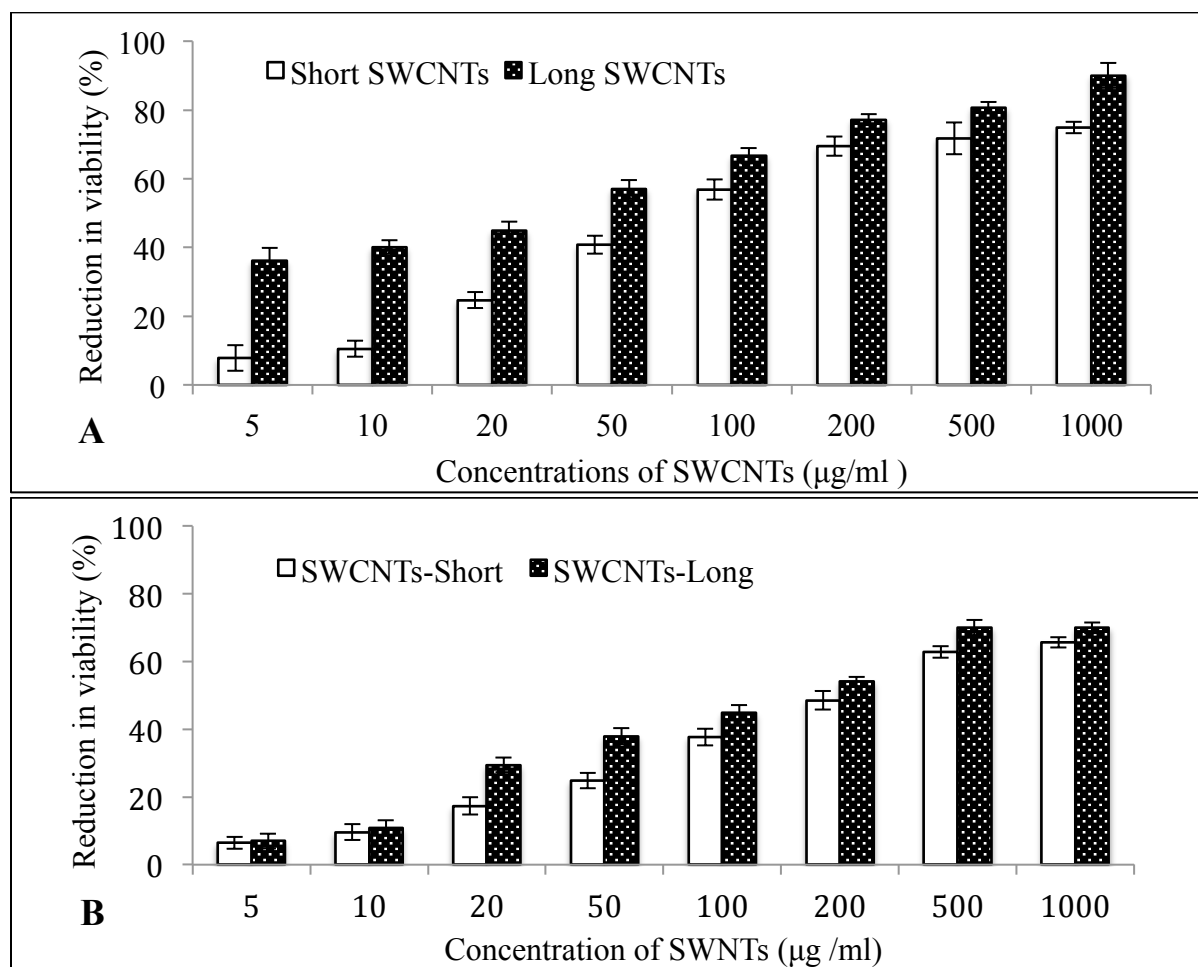 100
80
60
40
20
0
Reduction in viability (%)
Short SWCNTs Long SWCNTs
5 10 20 50 100 200 500 1000
A
Concentrations of SWCNTs (μg/ml )
100
80
60
40
20
0
Reduction in viability (%)
SWCNTs-Short SWCNTs-Long
5 10 20 50 100 200 500 1000
B
Concentration of SWNTs (μg /ml)